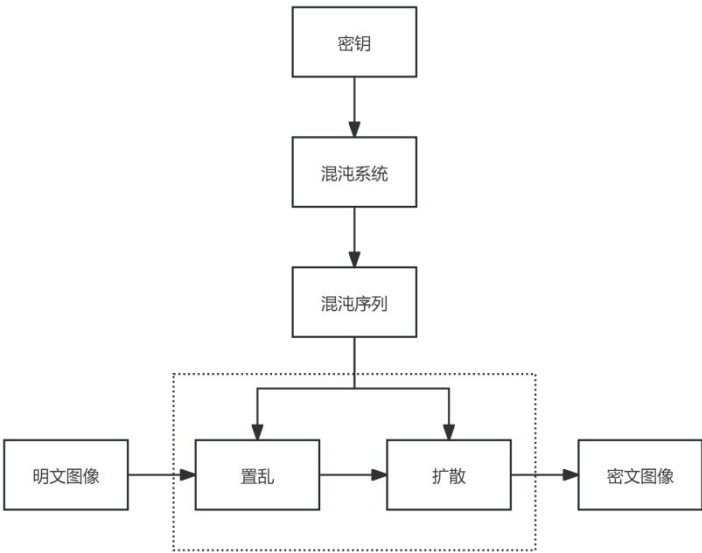 密钥
混沌系统
混沌序列
明文图像
置乱
扩散
密文图像